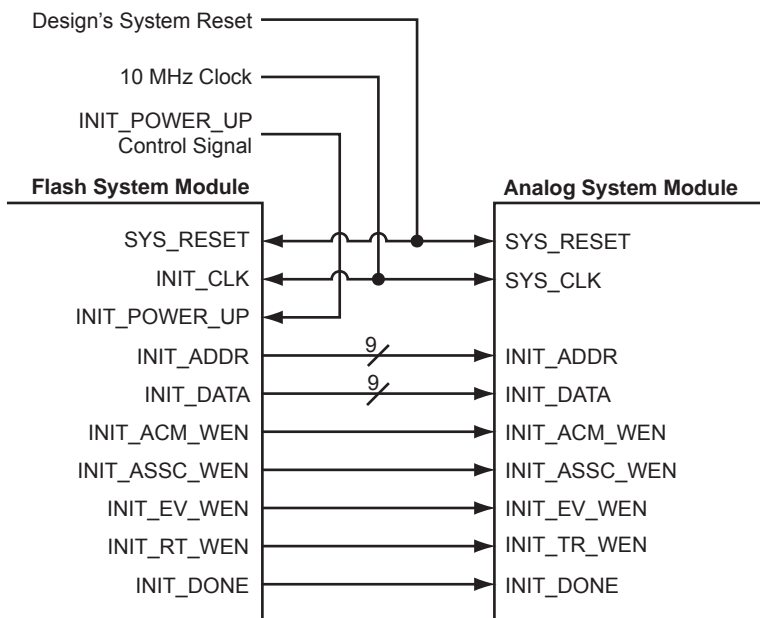 Design's System Reset
10 MHz Clock
INIT_POWER_UP
Control Signal
Flash System Module
Analog System Module
SYS_RESET
SYS_RESET
INIT_CLK
SYS_CLK
INIT_POWER_UP
INIT_ADDR
9
INIT_ADDR
INIT_DATA
9
INIT_DATA
INIT_ACM_WEN
INIT_ACM_WEN
INIT_ASSC_WEN
INIT_ASSC_WEN
INIT_EV_WEN
INIT_EV_WEN
INIT_RT_WEN
INIT_TR_WEN
INIT_DONE
INIT_DONE